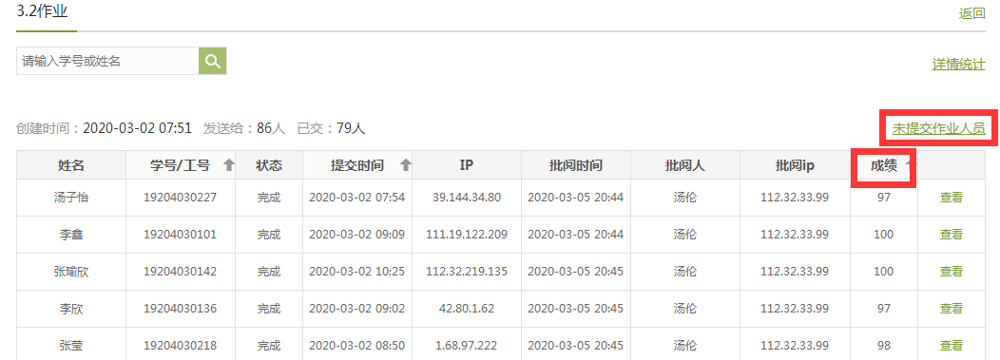 3.2作业
返回
请输入学号或姓名
详情统计
创建时间：2020-03-02 07:51 发送给：86人 已交：79人
未提交作业人员
姓名 学号/工号 状态 提交时间 IP 批阅时间 批阅人 批阅ip 成绩
汤子怡 19204030227 完成 2020-03-02 07:54 39.144.34.80 2020-03-05 20:44 汤伦 112.32.33.99 97 查看
李鑫 19204030101 完成 2020-03-02 09:09 111.19.122.209 2020-03-05 20:44 汤伦 112.32.33.99 100 查看
张瑜欣 19204030142 完成 2020-03-02 10:25 112.32.219.135 2020-03-05 20:45 汤伦 112.32.33.99 100 查看
李欣 19204030136 完成 2020-03-02 09:02 42.80.1.62 2020-03-05 20:45 汤伦 112.32.33.99 97 查看
张莹 19204030218 完成 2020-03-02 08:50 1.68.97.222 2020-03-05 20:45 汤伦 112.32.33.99 98 查看